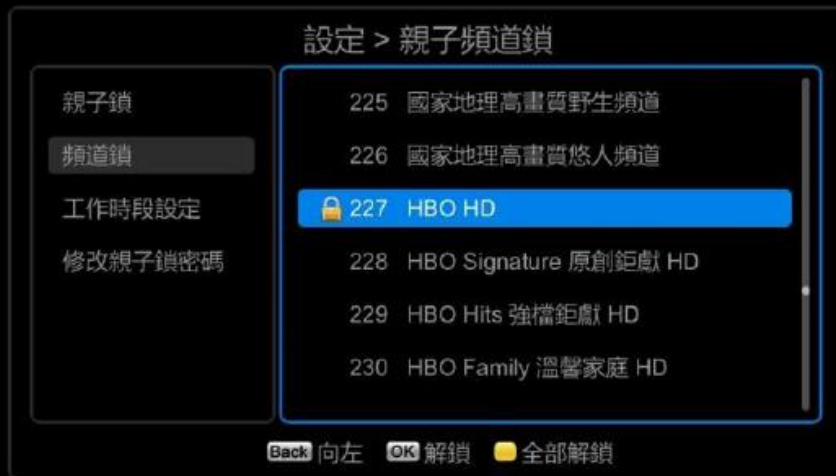 設定 > 親子頻道鎖
親子鎖
頻道鎖
工作時段設定
修改親子鎖密碼
225 國家地理高畫質野生頻道
226 國家地理高畫質悠人頻道
227 HBO HD
228 HBO Signature 原創鉅獻 HD
229 HBO Hits 強檔鉅獻 HD
230 HBO Family 溫馨家庭 HD
Back 向左 OK 解鎖 全部解鎖